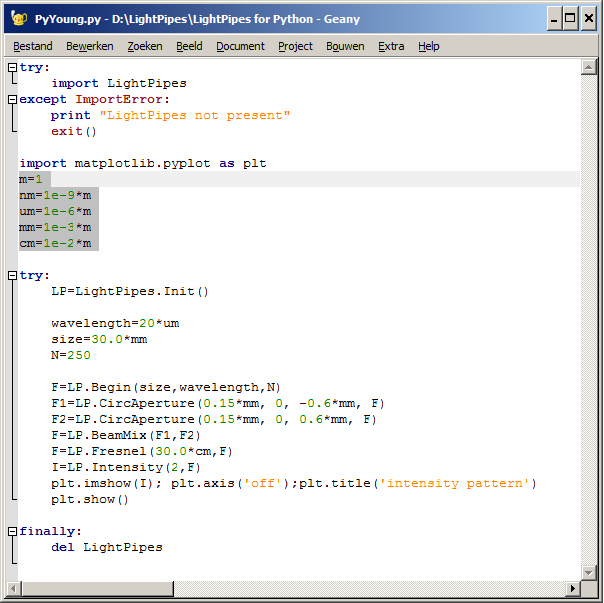 PyYoung.py - D:\LightPipes\LightPipes for Python - Geany
Bestand Bewerken Zoeken Beeld Document Project Bouwen Extra Help
try:
    import LightPipes
except ImportError:
    print "LightPipes not present"
    exit()
import matplotlib.pyplot as plt
m=1
nm=1e-9*m
um=1e-6*m
mm=1e-3*m
cm=1e-2*m
try:
    LP=LightPipes.Init()
    wavelength=20*um
    size=30.0*mm
    N=250
    F=LP.Begin(size,wavelength,N)
    F1=LP.CircAperture(0.15*mm, 0, -0.6*mm, F)
    F2=LP.CircAperture(0.15*mm, 0, 0.6*mm, F)
    F=LP.BeamMix(F1,F2)
    F=LP.Fresnel(30.0*cm,F)
    I=LP.Intensity(2,F)
    plt.imshow(I); plt.axis('off');plt.title('intensity pattern')
    plt.show()
finally:
    del LightPipes